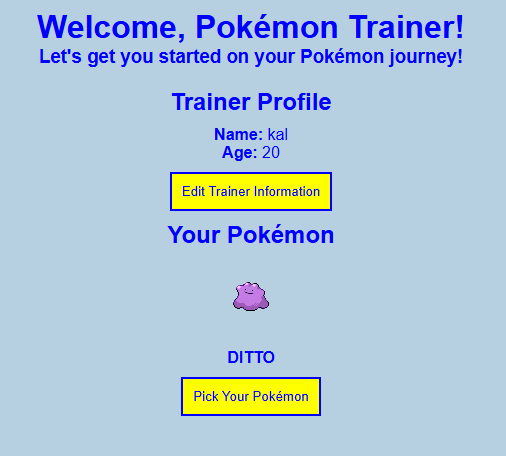 Welcome, Pokémon Trainer!
Let's get you started on your Pokémon journey!
Trainer Profile
Name: kal
Age: 20
Edit Trainer Information
Your Pokémon
DITTO
Pick Your Pokémon